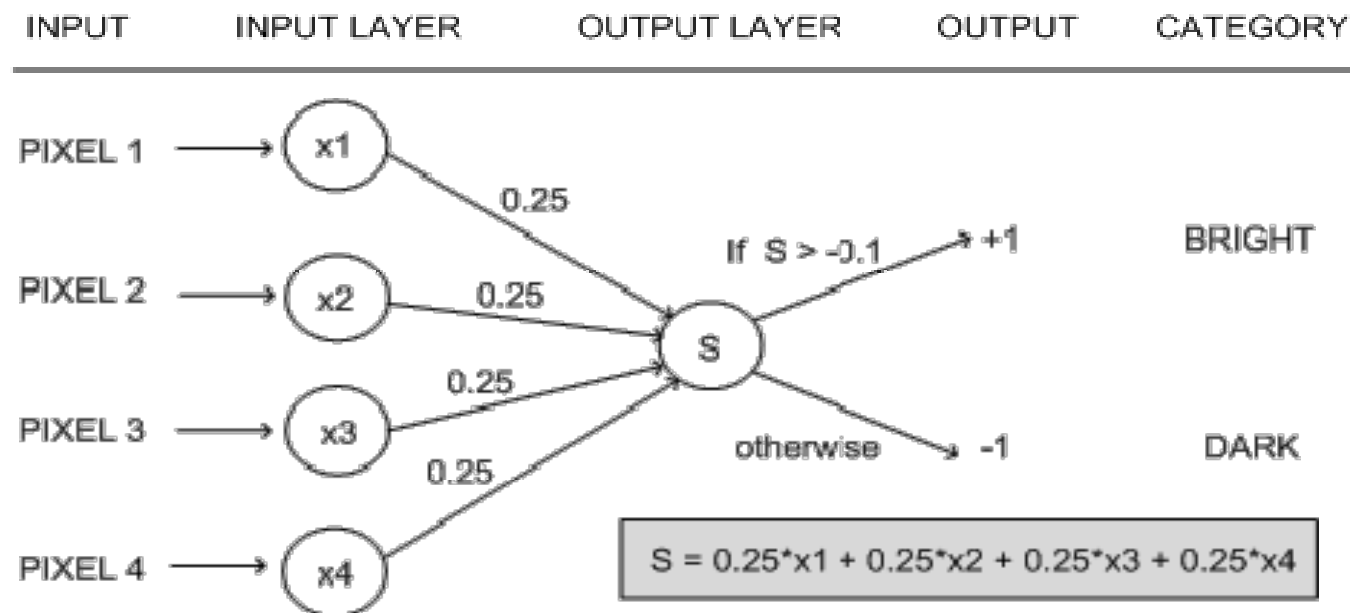 INPUT INPUT LAYER OUTPUT LAYER OUTPUT CATEGORY
PIXEL 1 x1
0.25
If S > -0.1 +1 BRIGHT
PIXEL 2 x2
0.25
S
0.25
PIXEL 3 x3
otherwise -1 DARK
0.25
S = 0.25*x1 + 0.25*x2 + 0.25*x3 + 0.25*x4
PIXEL 4 x4